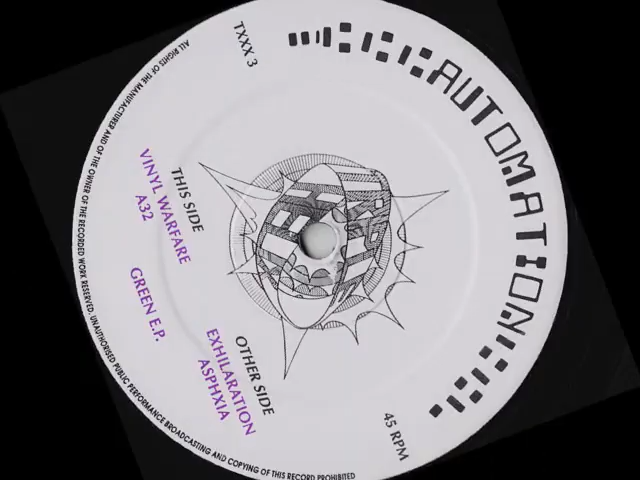 AUTOMATION
TXXX 3
THIS SIDE
VINYL WARFARE
A32
GREEN E.P.
OTHER SIDE
EXHILARATION
ASPHXIA
45 RPM
ALL RIGHTS OF THE MANUFACTURER AND OF THE OWNER OF THE RECORDED WORK RESERVED. UNAUTHORISED PUBLIC PERFORMANCE BROADCASTING AND COPYING OF THIS RECORD PROHIBITED